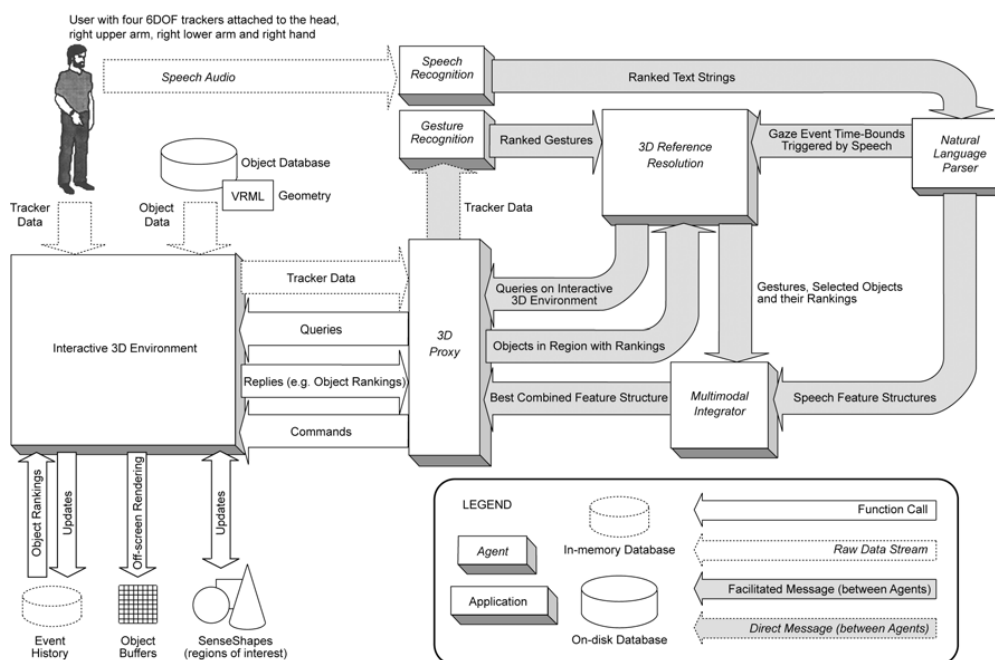 User with four 6DOF trackers attached to the head,
right upper arm, right lower arm and right hand
Speech Audio
Speech
Recognition
Ranked Text Strings
Gesture
Recognition
Ranked Gestures
3D Reference
Resolution
Gaze Event Time-Bounds
Triggered by Speech
Natural
Language
Parser
Object Database
VRML
Geometry
Tracker
Data
Object
Data
Tracker Data
Tracker Data
Queries on Interactive
3D Environment
Gestures, Selected Objects
and their Rankings
Queries
Interactive 3D Environment
3D
Proxy
Objects in Region with Rankings
Replies (e.g. Object Rankings)
Best Combined Feature Structure
Multimodal
Integrator
Speech Feature Structures
Commands
Object Rankings
Updates
Off-screen Rendering
Updates
Event
History
Object
Buffers
SenseShapes
(regions of interest)
LEGEND
Agent
Application
In-memory Database
On-disk Database
Function Call
Raw Data Stream
Facilitated Message (between Agents)
Direct Message (between Agents)